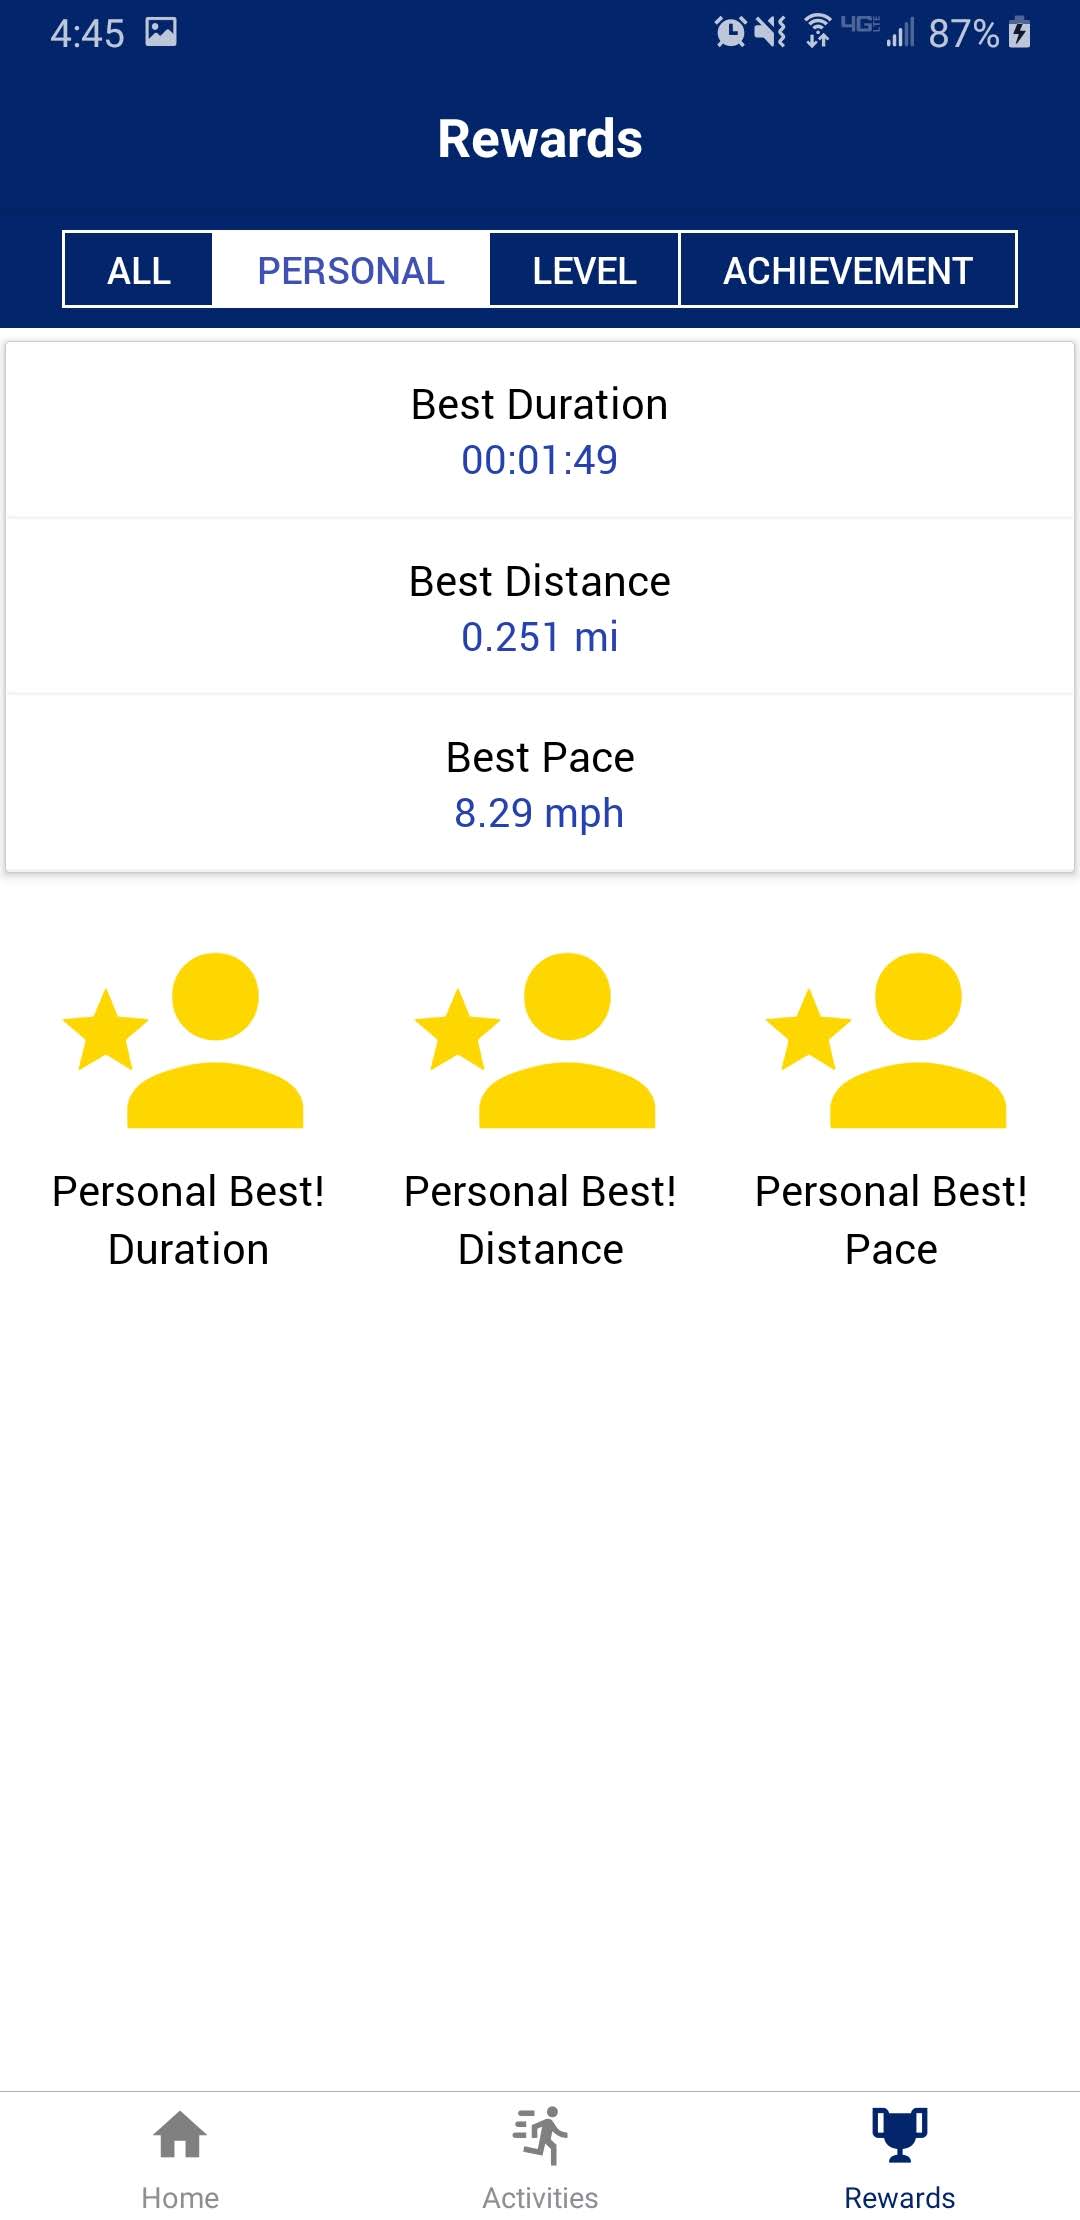 4:45
4G LTE 87%
Rewards
ALL PERSONAL LEVEL ACHIEVEMENT
Best Duration
00:01:49
Best Distance
0.251 mi
Best Pace
8.29 mph
Personal Best! Personal Best! Personal Best!
Duration Distance Pace
Home Activities Rewards